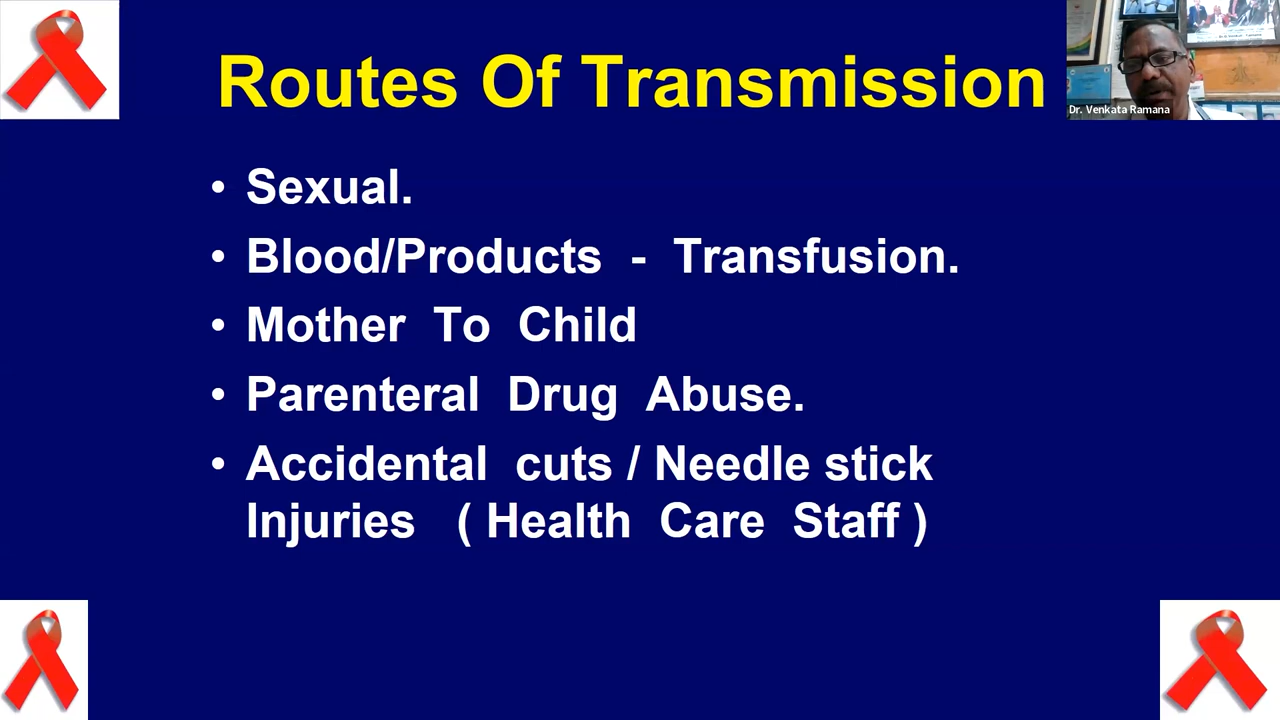 Routes Of Transmission
Dr. Venkata Ramana
• Sexual.
• Blood/Products - Transfusion.
• Mother To Child
• Parenteral Drug Abuse.
• Accidental cuts / Needle stick
Injuries ( Health Care Staff )